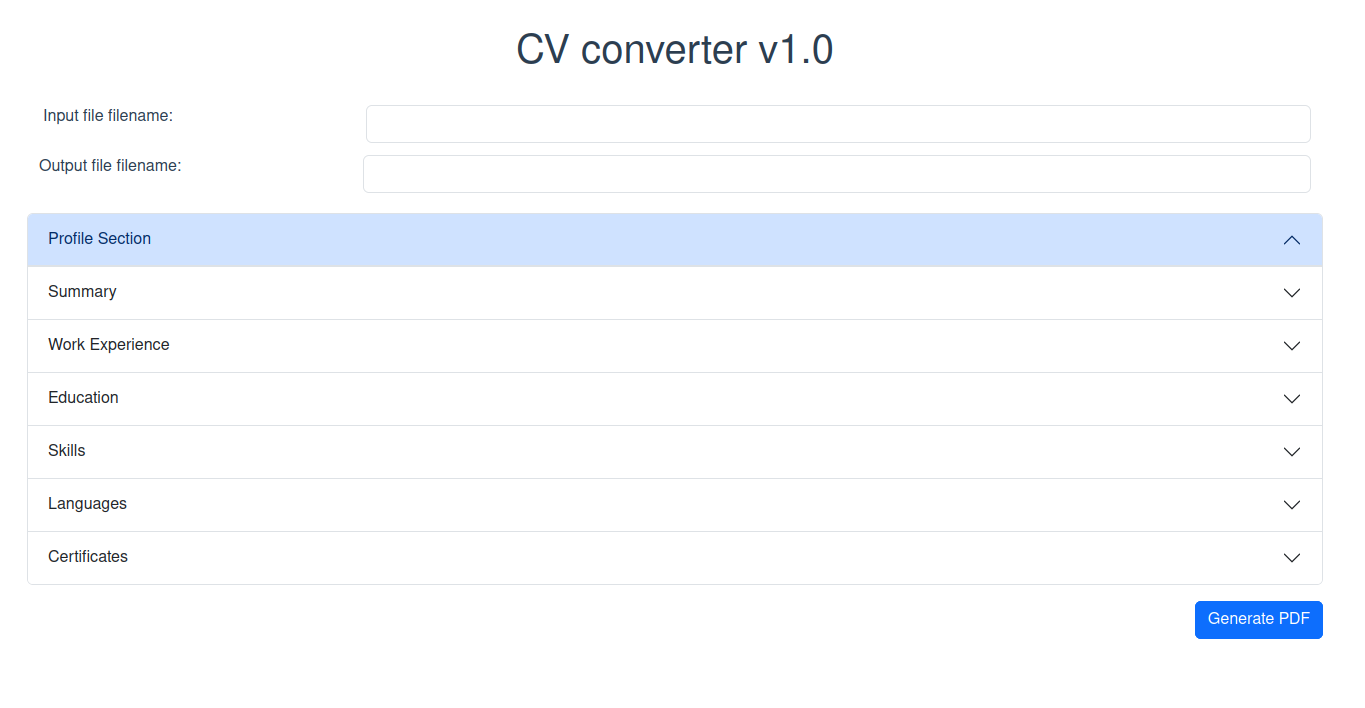 CV converter v1.0
Input file filename:
Output file filename:
Profile Section
Summary
Work Experience
Education
Skills
Languages
Certificates
Generate PDF